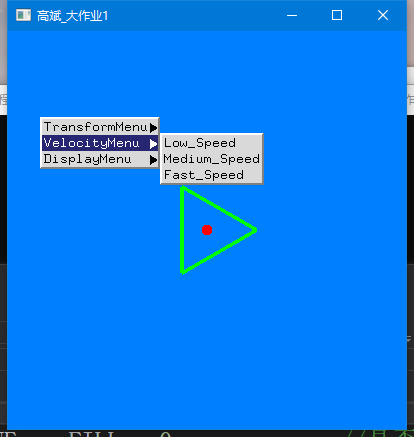 高斌_大作业1
TransformMenu
VelocityMenu
DisplayMenu
Low_Speed
Medium_Speed
Fast_Speed